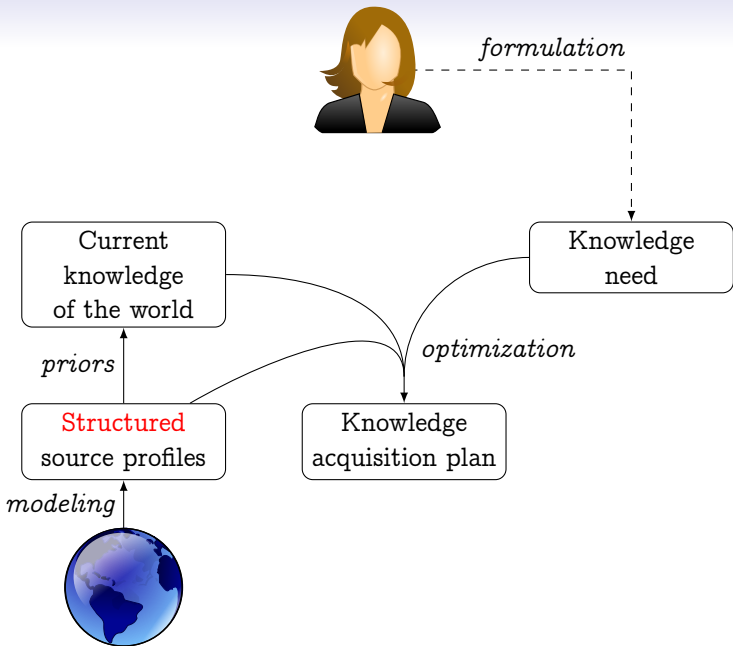 formulation
Current
knowledge
of the world
Knowledge
need
priors
optimization
Structured
source profiles
Knowledge
acquisition plan
modeling